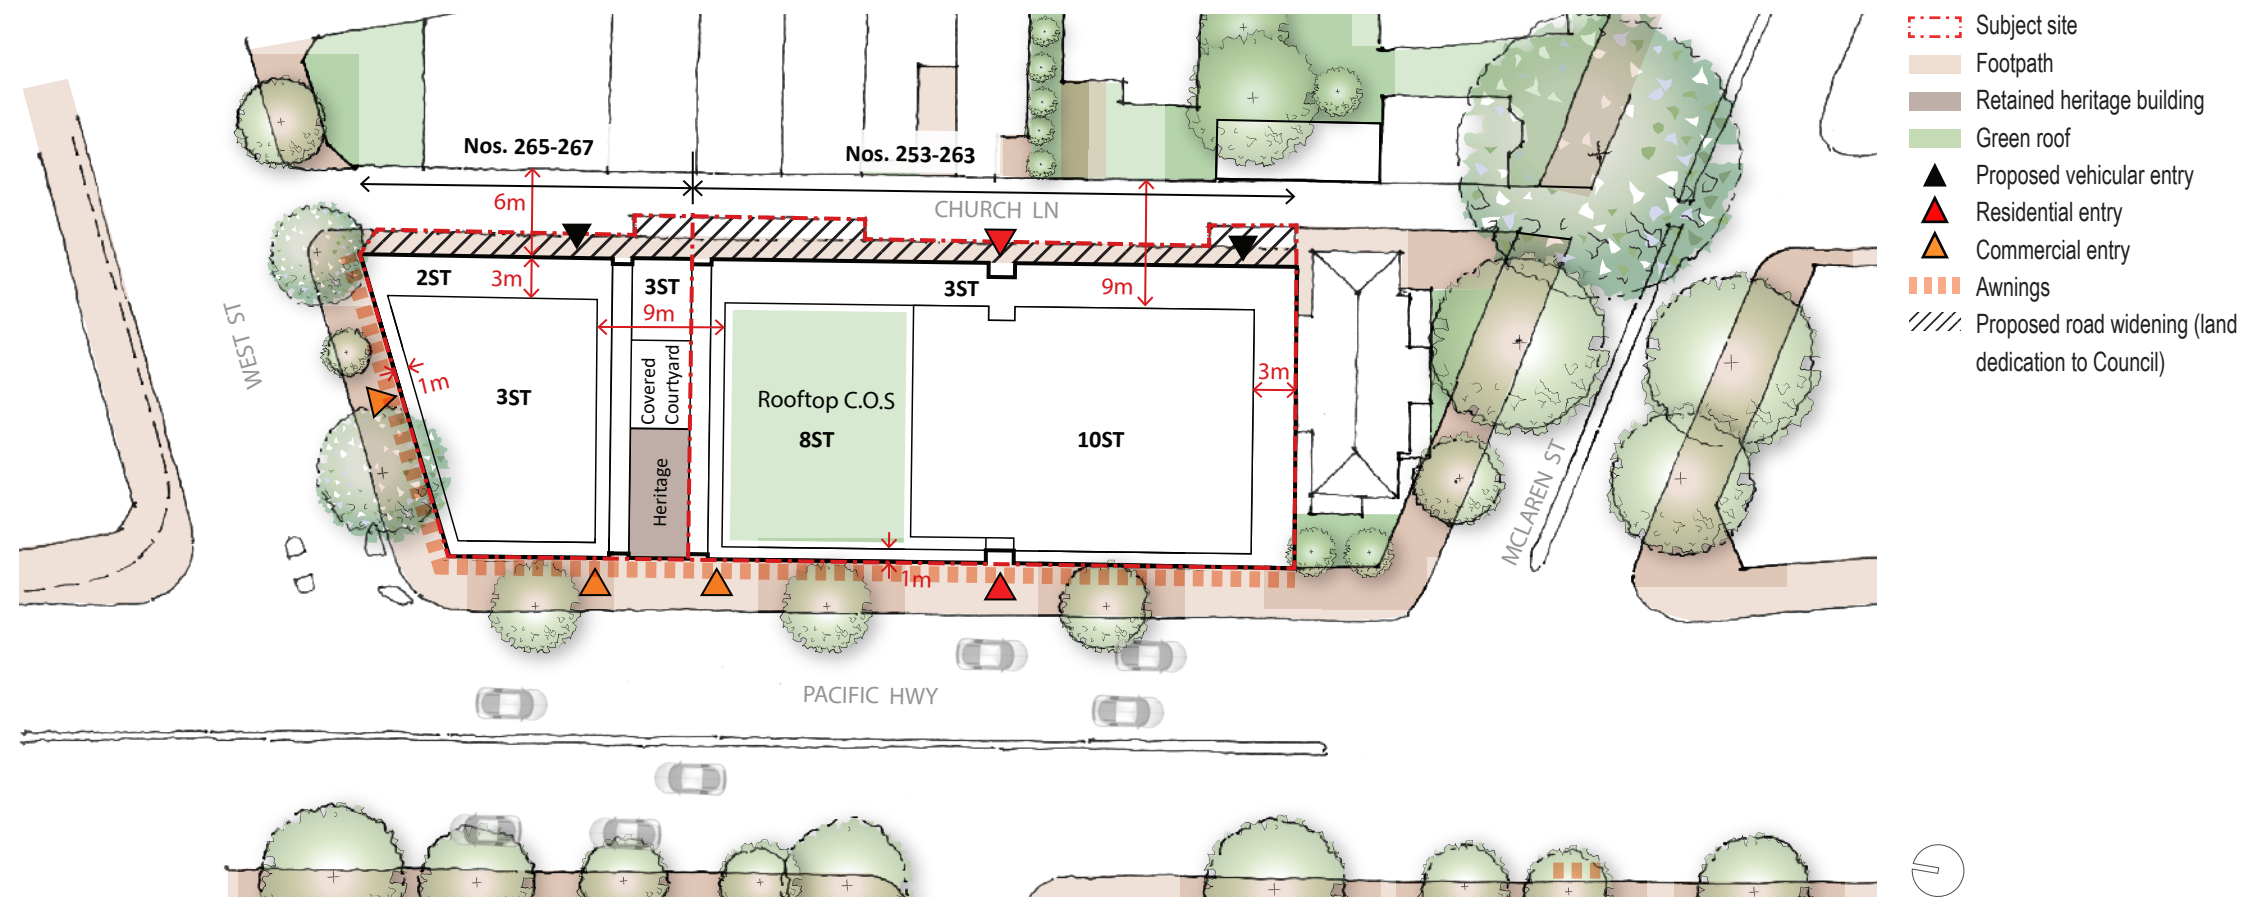 Subject site
Footpath
Retained heritage building
Green roof
Proposed vehicular entry
Residential entry
Commercial entry
Awnings
Proposed road widening (land
dedication to Council)
Nos. 265-267
Nos. 253-263
6m
CHURCH LN
2ST
3m
3ST
9m
3ST
9m
WEST ST
1m
3ST
Covered
Courtyard
Heritage
Rooftop C.O.S
8ST
10ST
3m
1m
MCLAREN ST
PACIFIC HWY